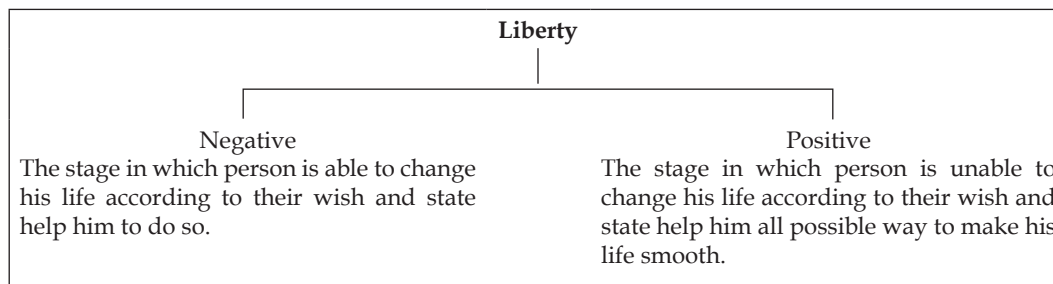 Liberty
Negative
The stage in which person is able to change
his life according to their wish and state
help him to do so.
Positive
The stage in which person is unable to
change his life according to their wish and
state help him all possible way to make his
life smooth.